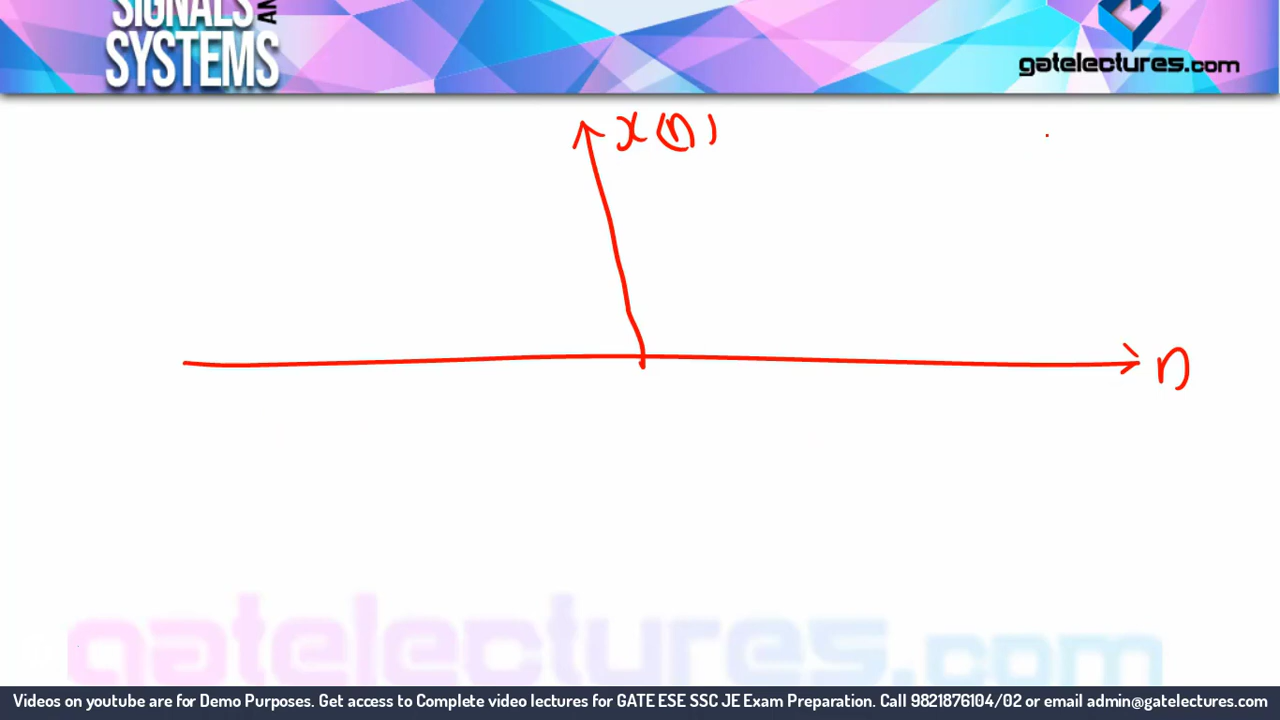 SIGNALS AND
SYSTEMS
gatelectures.com
x(n)
n
gatelectures.com
Videos on youtube are for Demo Purposes. Get access to Complete video lectures for GATE ESE SSC JE Exam Preparation. Call 9821876104/02 or email admin@gatelectures.com